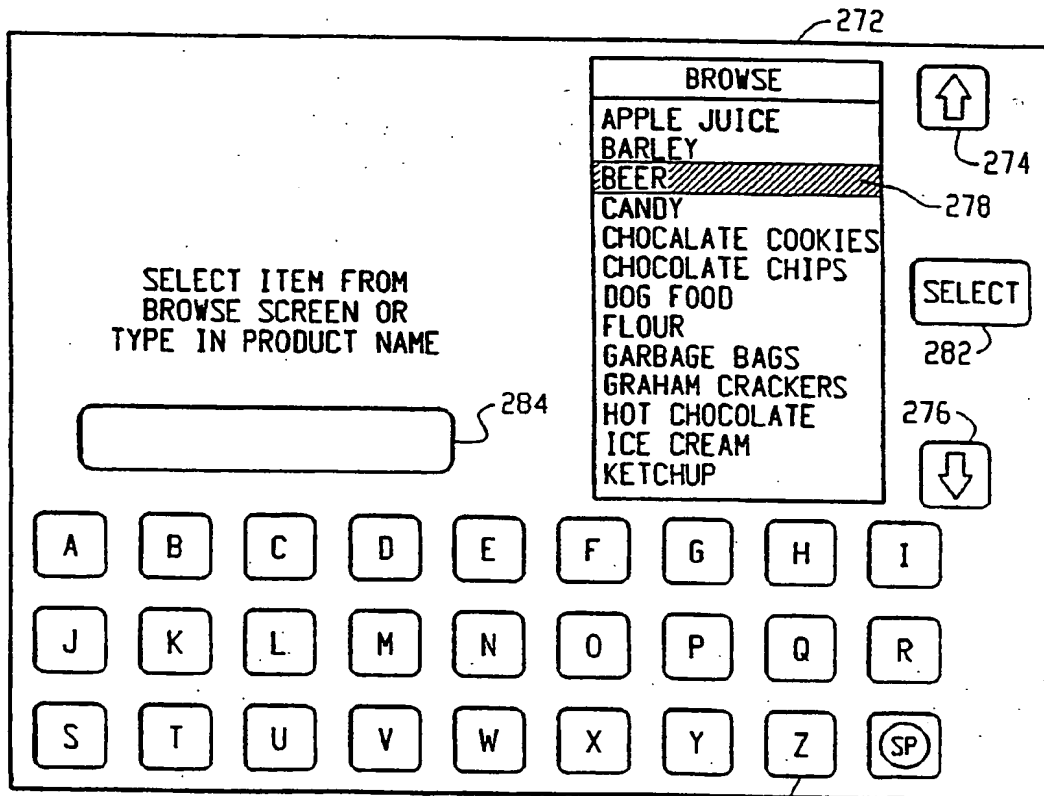 272
BROWSE
APPLE JUICE
BARLEY
BEER
CANDY
CHOCALATE COOKIES
CHOCOLATE CHIPS
DOG FOOD
FLOUR
GARBAGE BAGS
GRAHAM CRACKERS
HOT CHOCOLATE
ICE CREAM
KETCHUP
274
278
SELECT
282
276
SELECT ITEM FROM
BROWSE SCREEN OR
TYPE IN PRODUCT NAME
284
A B C D E F G H I
J K L M N O P Q R
S T U V W X Y Z SP